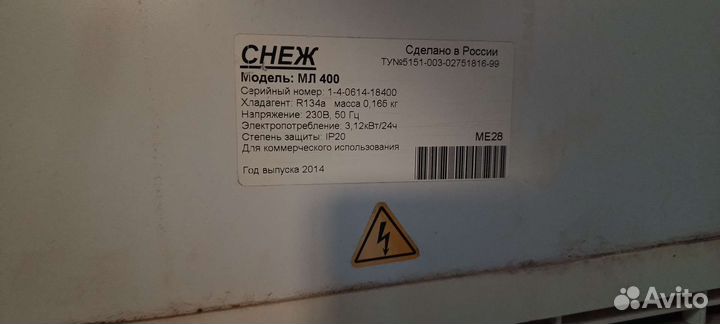 СНЕЖ
Сделано в России
ТУ№5151-003-02751816-99
Модель: МЛ 400
Серийный номер: 1-4-0614-18400
Хладагент: R134a масса 0,165 кг
Напряжение: 230В, 50 Гц
Электропотребление: 3,12кВт/24ч
Степень защиты: IP20
МЕ28
Для коммерческого использования
Год выпуска 2014
Avito